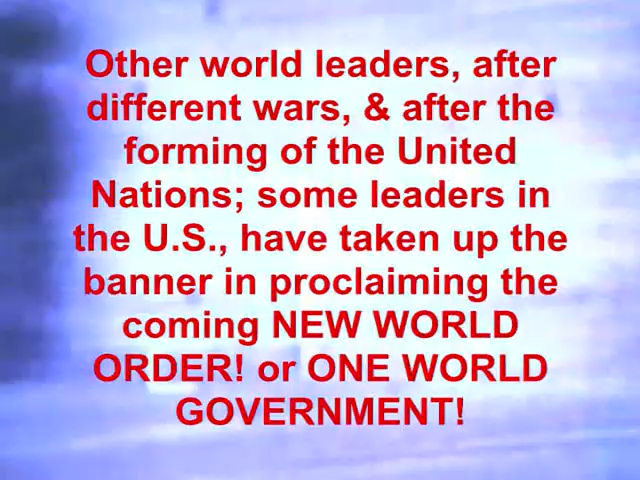 Other world leaders, after
different wars, & after the
forming of the United
Nations; some leaders in
the U.S., have taken up the
banner in proclaiming the
coming NEW WORLD
ORDER! or ONE WORLD
GOVERNMENT!